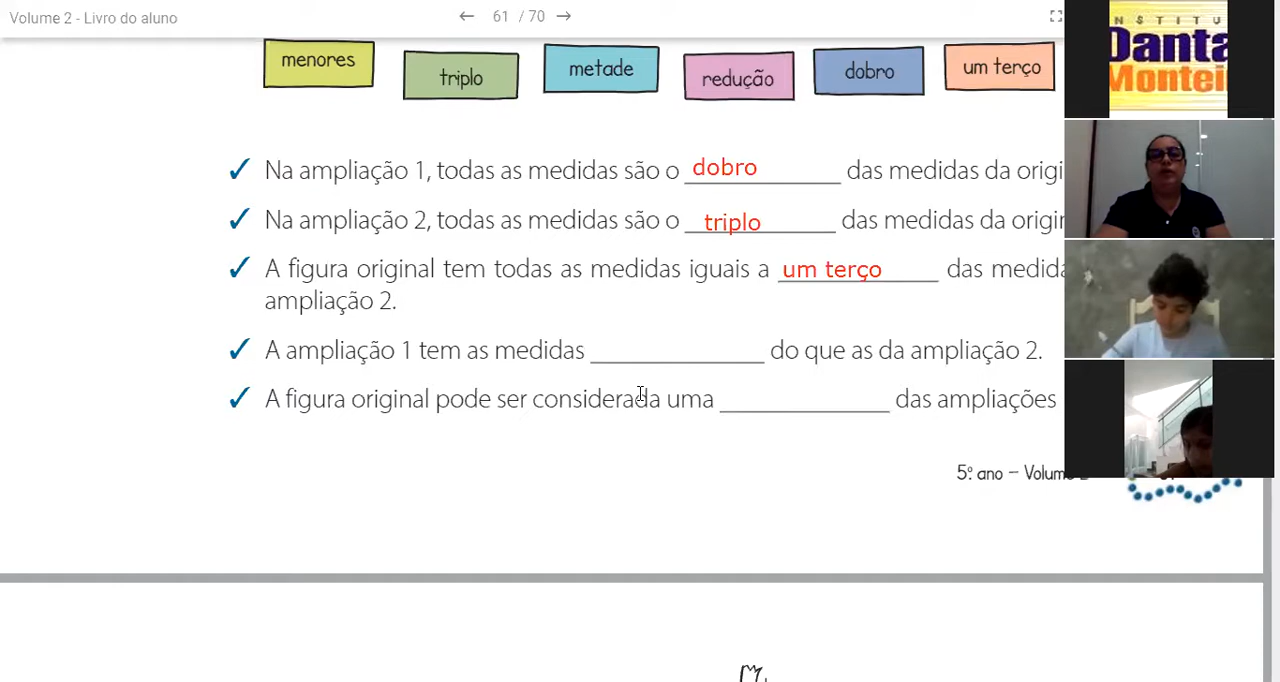 Volume 2 - Livro do aluno
← 61 / 70 →
menores
triplo
metade
redução
dobro
um terço
✓ Na ampliação 1, todas as medidas são o dobro das medidas da origi
✓ Na ampliação 2, todas as medidas são o triplo das medidas da origin
✓ A figura original tem todas as medidas iguais a um terço das medida
ampliação 2.
✓ A ampliação 1 tem as medidas ____________ do que as da ampliação 2.
✓ A figura original pode ser considerada uma ____________ das ampliações
5º. ano – Volume
NSTITU
Danta
Montei